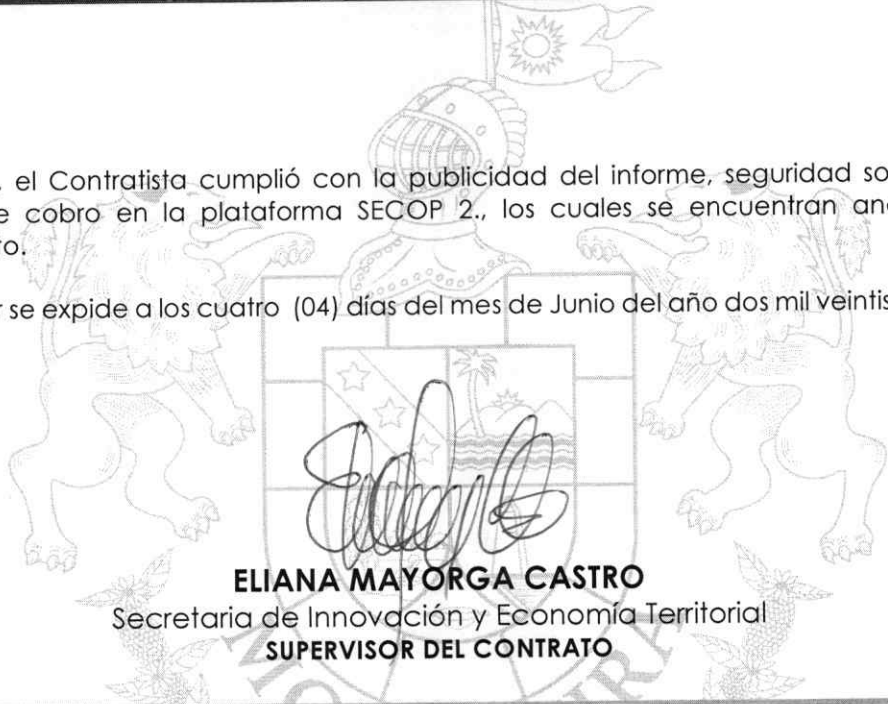 el Contratista cumplió con la publicidad del informe, seguridad so
e cobro en la plataforma SECOP 2., los cuales se encuentran an
to.
se expide a los cuatro (04) días del mes de Junio del año dos mil veintis
ELIANA MAYORGA CASTRO
Secretaria de Innovación y Economía Territorial
SUPERVISOR DEL CONTRATO